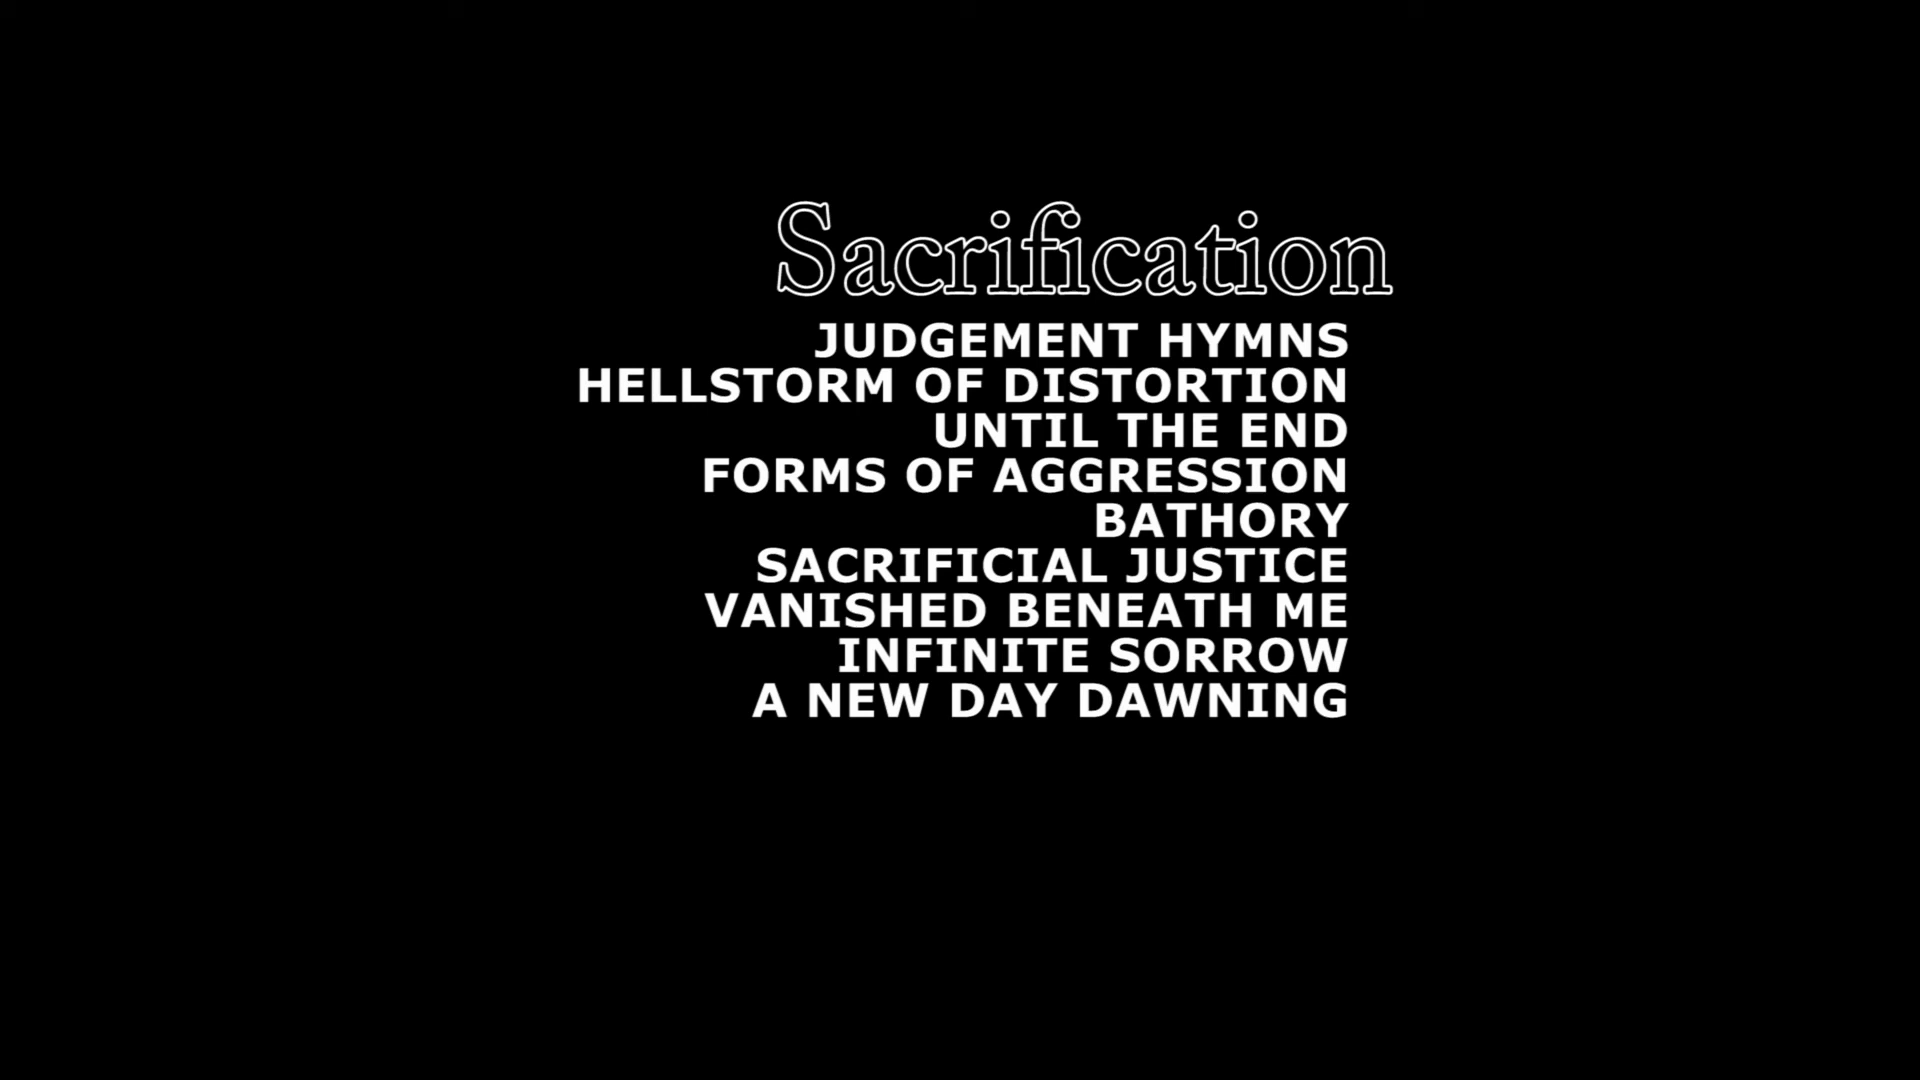 Sacrification
JUDGEMENT HYMNS
HELLSTORM OF DISTORTION
UNTIL THE END
FORMS OF AGGRESSION
BATHORY
SACRIFICIAL JUSTICE
VANISHED BENEATH ME
INFINITE SORROW
A NEW DAY DAWNING